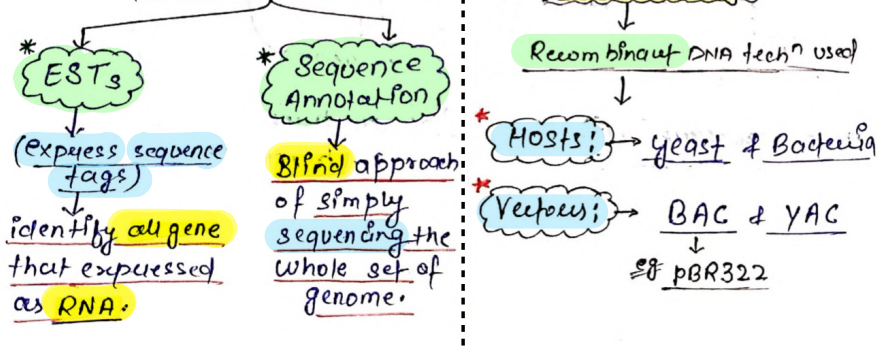 * ESTs
(express sequence
tags)
identify all gene
that expressed
as RNA.
* Sequence
Annotation
Blind approach
of simply
sequencing the
whole set of
genome.
Recombinant DNA techⁿ used
* Hosts: → yeast & Bacteria
* Vectors: → BAC & YAC
eg pBR322